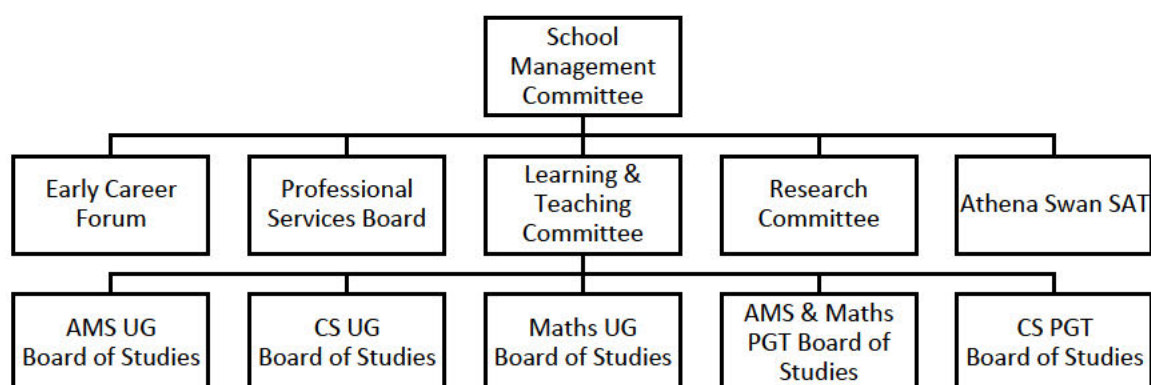 School
Management
Committee
Early Career
Forum
Professional
Services Board
Learning &
Teaching
Committee
Research
Committee
Athena Swan SAT
AMS UG
Board of Studies
CS UG
Board of Studies
Maths UG
Board of Studies
AMS & Maths
PGT Board of
Studies
CS PGT
Board of Studies